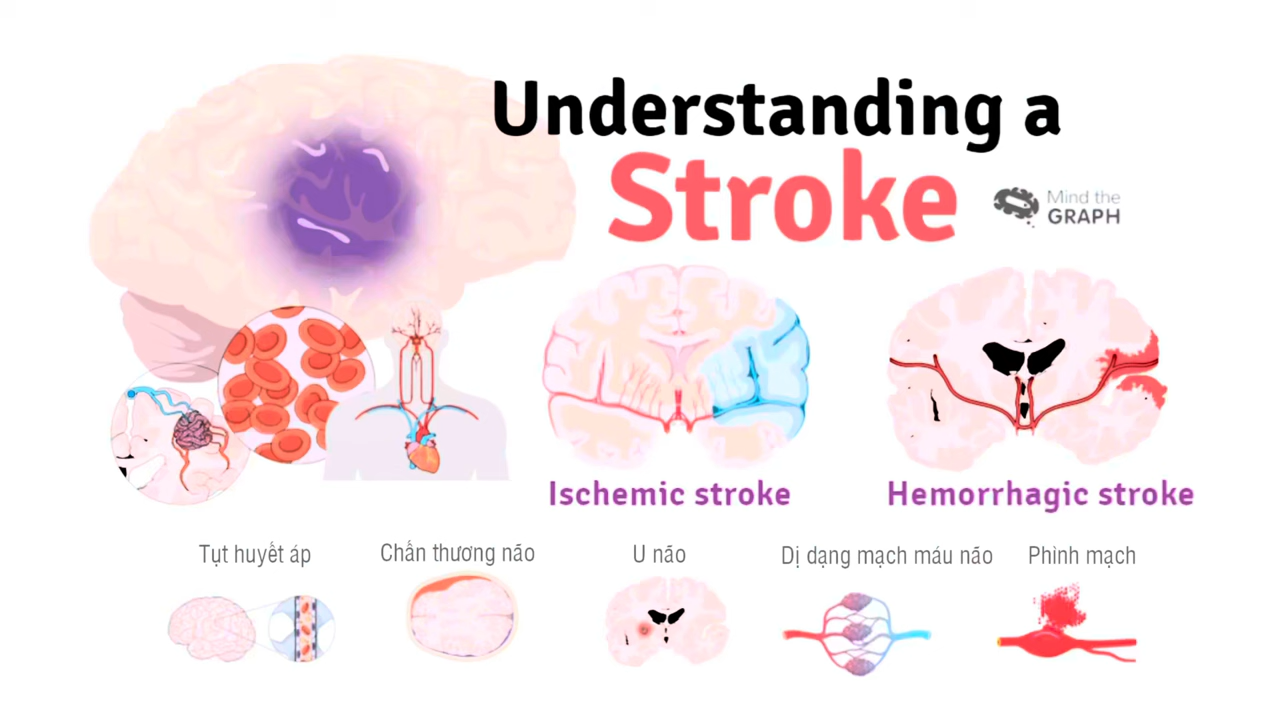 Understanding a
Stroke
Mind the
GRAPH
Ischemic stroke
Hemorrhagic stroke
Tụt huyết áp
Chấn thương não
U não
Dị dạng mạch máu não
Phình mạch